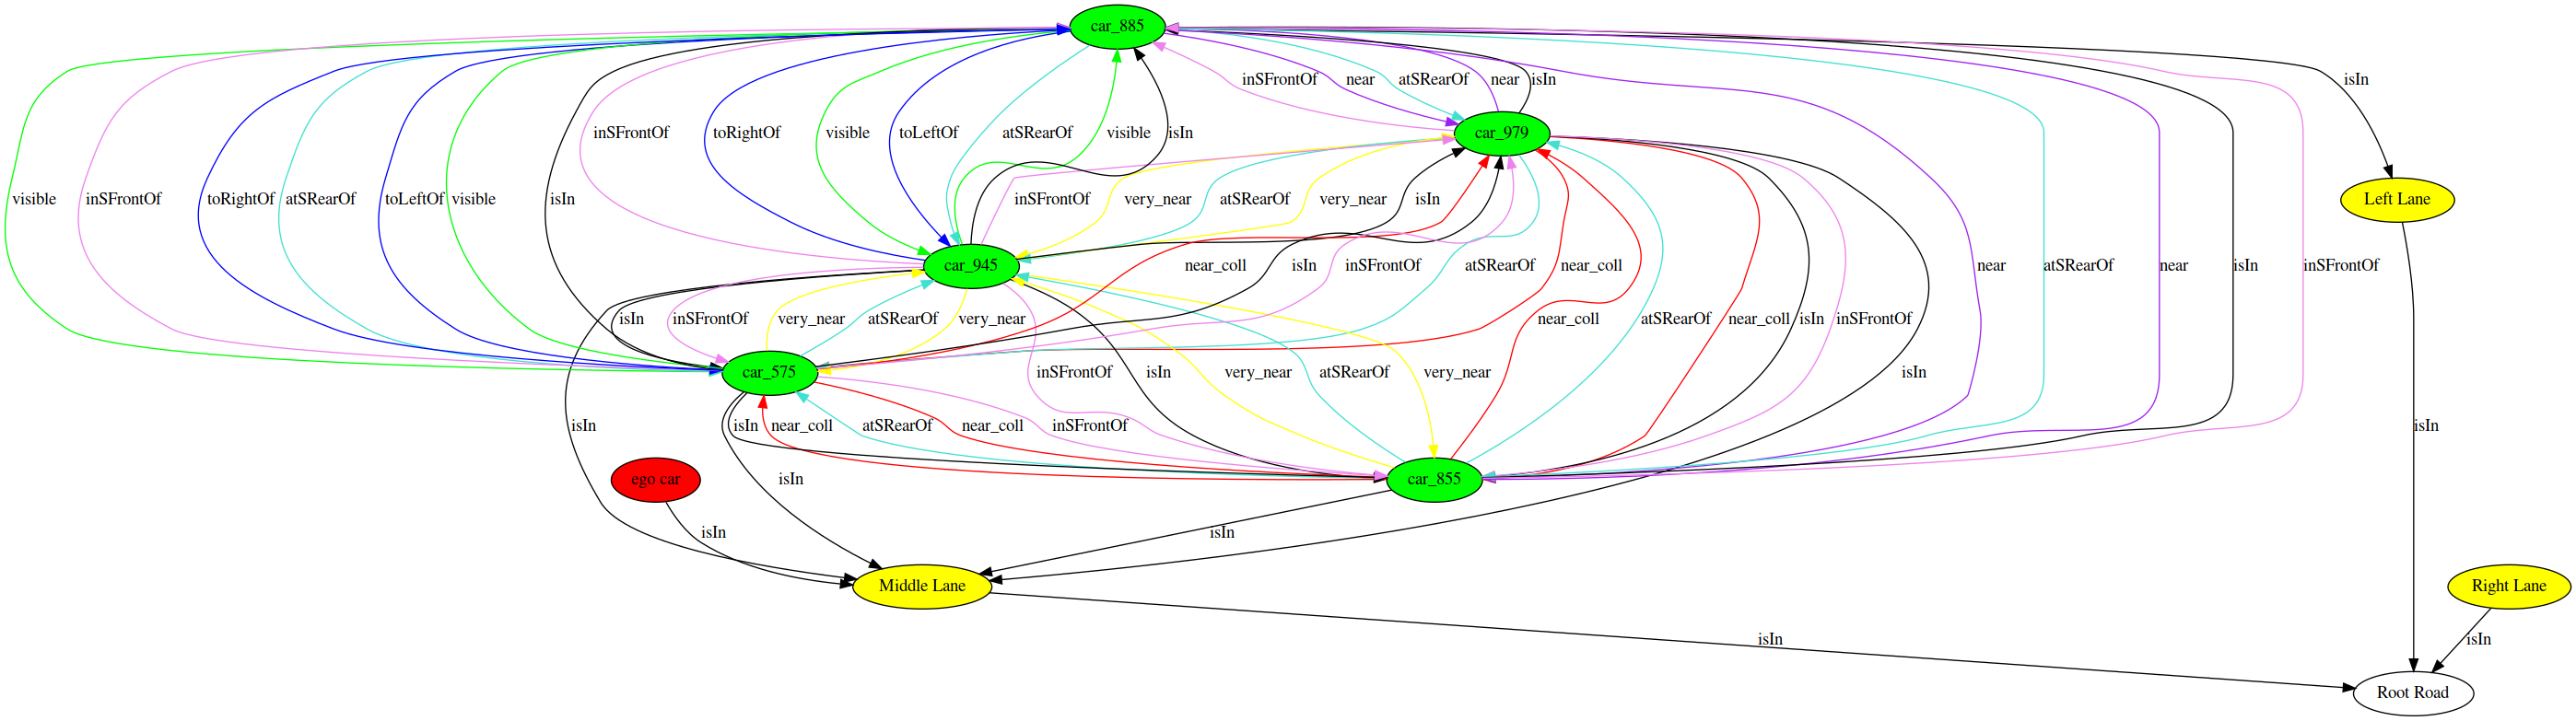 car_885
inSFrontOf near atSRearOf near isIn isIn
car_979
inSFrontOf toRightOf visible toLeftOf atSRearOf visible isIn
visible inSFrontOf toRightOf atSRearOf toLeftOf visible isIn inSFrontOf very_near atSRearOf very_near isIn Left Lane
car_945 near_coll isIn inSFrontOf atSRearOf near_coll near atSRearOf near isIn inSFrontOf
isIn inSFrontOf very_near atSRearOf very_near near_coll atSRearOf near_coll isIn inSFrontOf
car_575 inSFrontOf isIn very_near atSRearOf very_near isIn
isIn isIn near_coll atSRearOf near_coll inSFrontOf isIn
ego car isIn car_855
isIn isIn
Middle Lane Right Lane
isIn isIn
Root Road